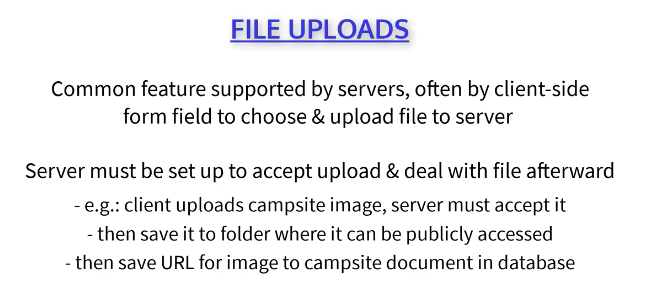 FILE UPLOADS
Common feature supported by servers, often by client-side
form field to choose & upload file to server
Server must be set up to accept upload & deal with file afterward
- e.g.: client uploads campsite image, server must accept it
- then save it to folder where it can be publicly accessed
- then save URL for image to campsite document in database